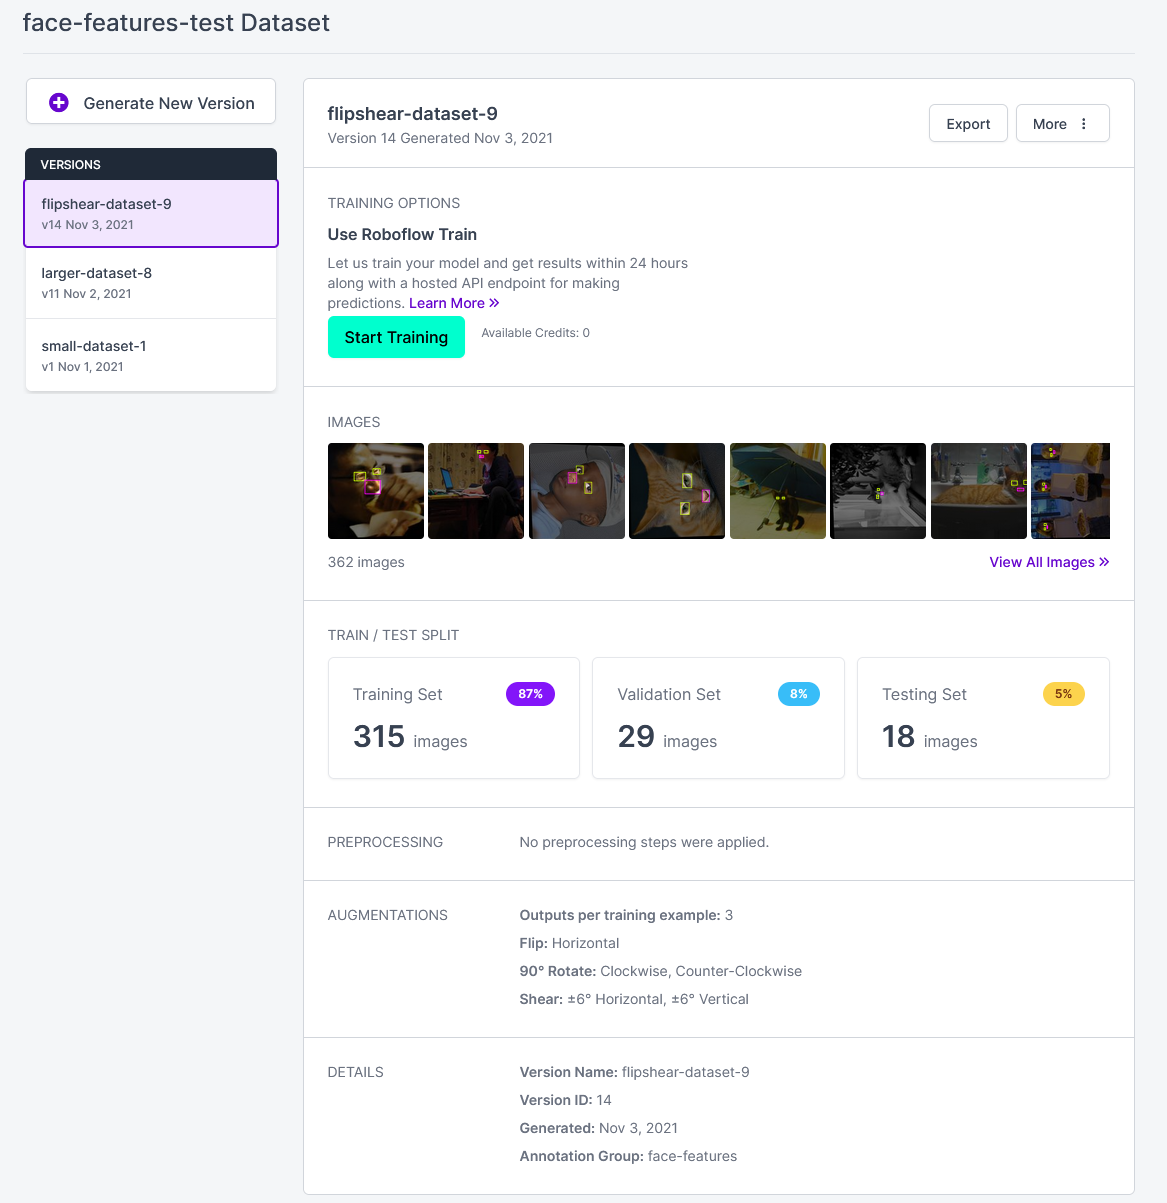 face-features-test Dataset
Generate New Version
VERSIONS
flipshear-dataset-9
v14 Nov 3, 2021
larger-dataset-8
v11 Nov 2, 2021
small-dataset-1
v1 Nov 1, 2021
flipshear-dataset-9
Version 14 Generated Nov 3, 2021
Export
More
TRAINING OPTIONS
Use Roboflow Train
Let us train your model and get results within 24 hours
along with a hosted API endpoint for making
predictions. Learn More »
Start Training
Available Credits: 0
IMAGES
362 images
View All Images »
TRAIN / TEST SPLIT
Training Set 87%
315 images
Validation Set 8%
29 images
Testing Set 5%
18 images
PREPROCESSING
No preprocessing steps were applied.
AUGMENTATIONS
Outputs per training example: 3
Flip: Horizontal
90° Rotate: Clockwise, Counter-Clockwise
Shear: ±6° Horizontal, ±6° Vertical
DETAILS
Version Name: flipshear-dataset-9
Version ID: 14
Generated: Nov 3, 2021
Annotation Group: face-features